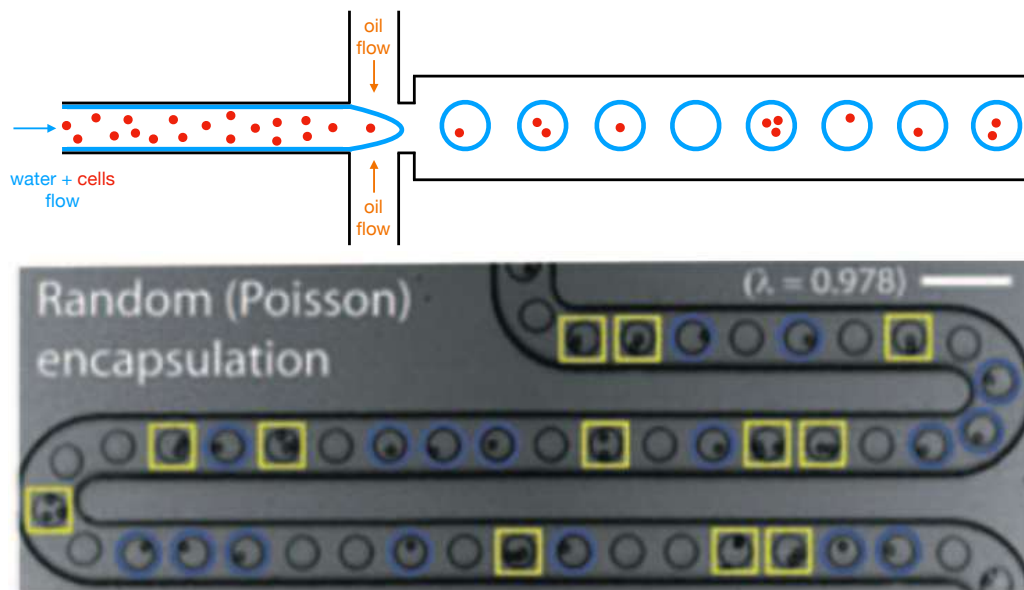 oil
flow
water + cells
flow
oil
flow
Random (Poisson)
encapsulation
(λ = 0.978)